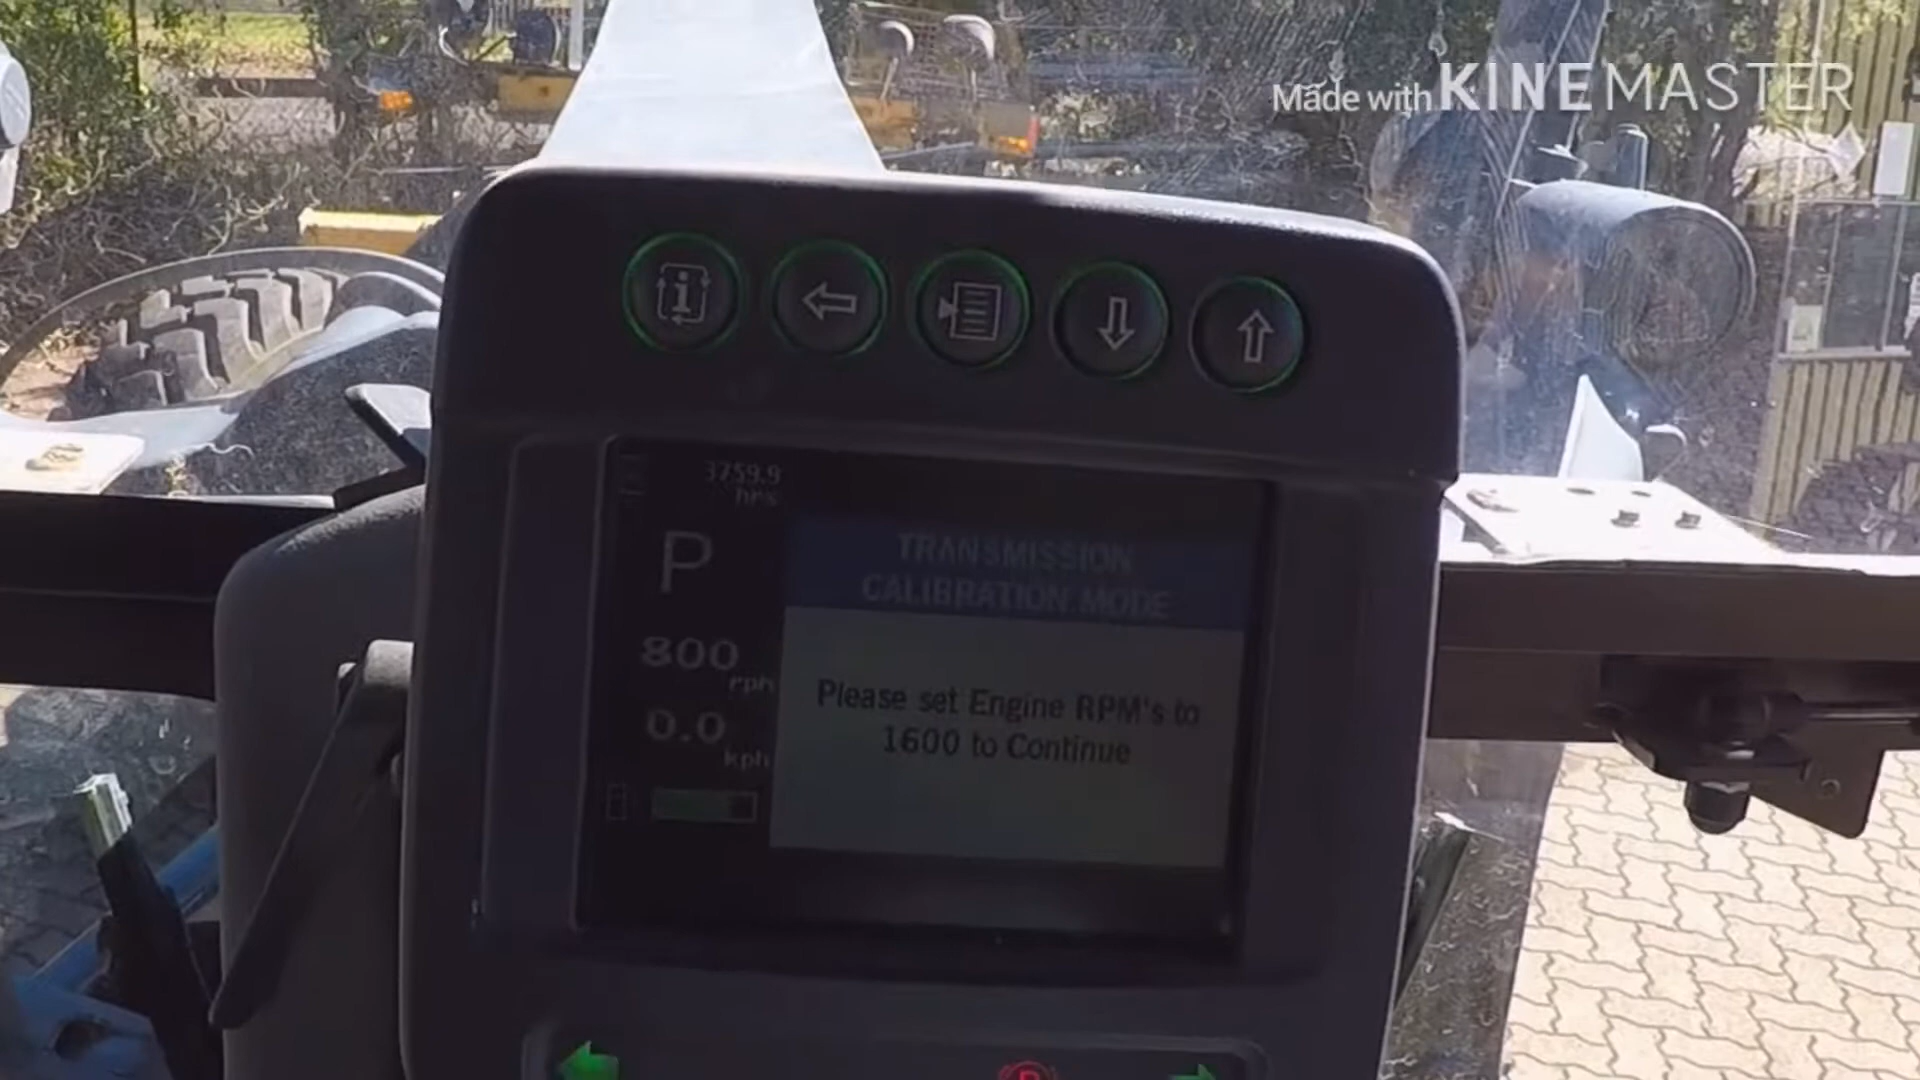 Made with KINEMASTER
3759.9
hrs
P
TRANSMISSION
CALIBRATION MODE
800
rpm
Please set Engine RPM's to
0.0
1600 to Continue
kph